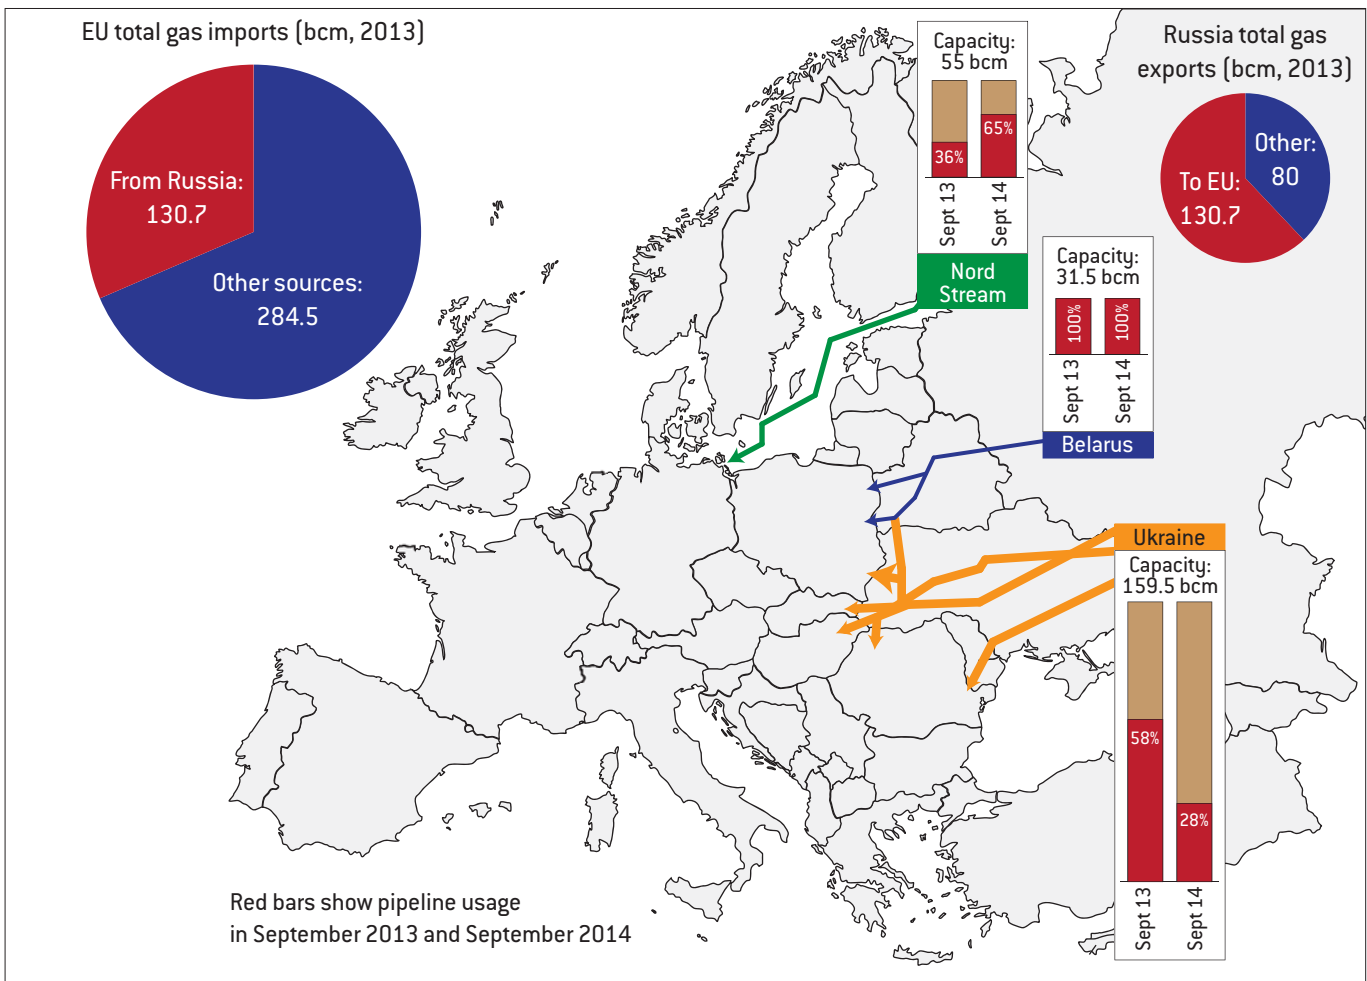 EU total gas imports (bcm, 2013)
From Russia:
130.7
Other sources:
284.5
Capacity:
55 bcm
36%
65%
Sept 13
Sept 14
Nord
Stream
Russia total gas
exports (bcm, 2013)
Other:
80
To EU:
130.7
Capacity:
31.5 bcm
100%
100%
Sept 13
Sept 14
Belarus
Ukraine
Capacity:
159.5 bcm
58%
28%
Sept 13
Sept 14
Red bars show pipeline usage
in September 2013 and September 2014